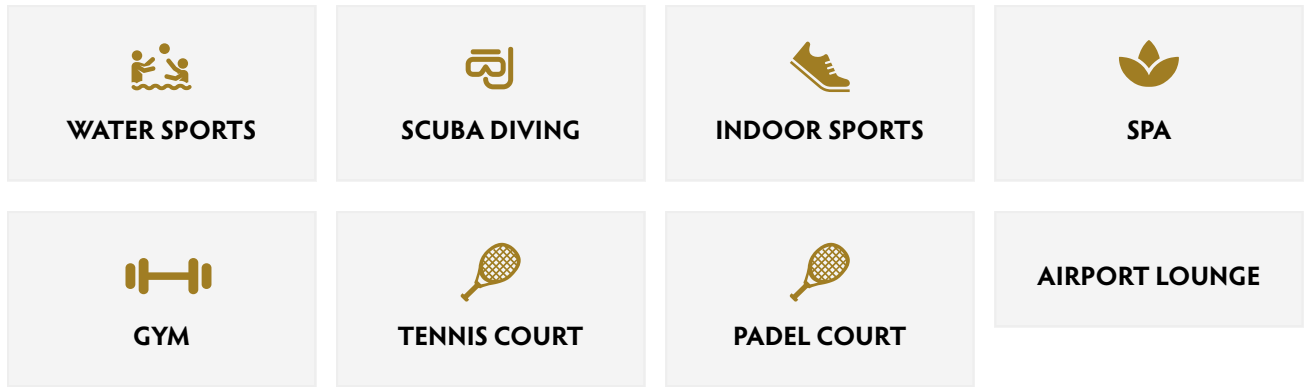 WATER SPORTS
SCUBA DIVING
INDOOR SPORTS
SPA
GYM
TENNIS COURT
PADEL COURT
AIRPORT LOUNGE